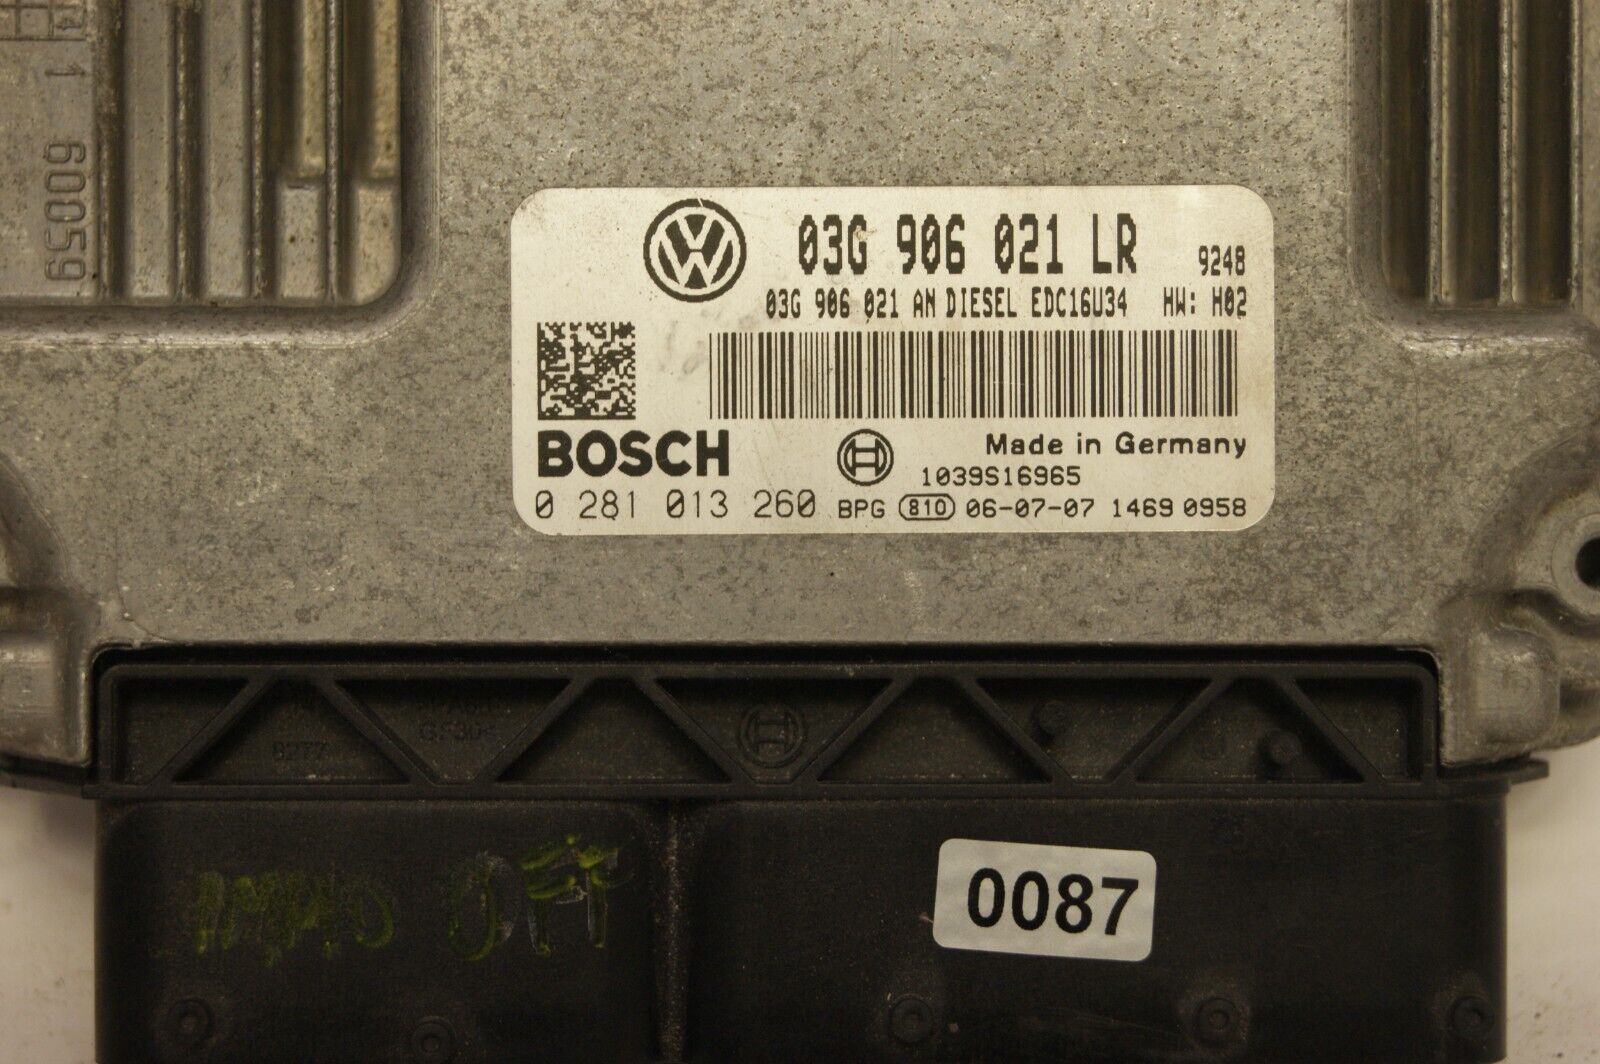 1 60059
03G 906 021 LR 9248
03G 906 021 AN DIESEL EDC16U34 HW: H02
BOSCH
Made in Germany
1039S16965
0 281 013 260 BPG 810 06-07-07 1469 0958
0087